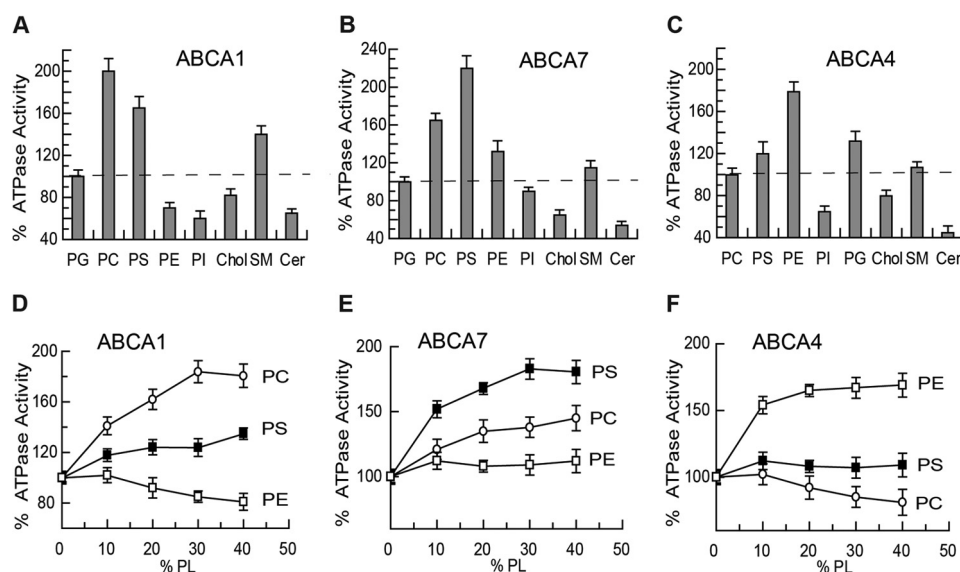 A
ABCA1
% ATPase Activity
200
160
120
80
40
PG PC PS PE PI Chol SM Cer
B
ABCA7
% ATPase Activity
240
200
160
120
80
40
PG PC PS PE PI Chol SM Cer
C
ABCA4
% ATPase Activity
200
160
120
80
40
PC PS PE PI PG Chol SM Cer
D
ABCA1
% ATPase Activity
200
160
120
80
PC
PS
PE
0 10 20 30 40 50
% PL
E
ABCA7
% ATPase Activity
200
150
100
PS
PC
PE
0 10 20 30 40 50
% PL
F
ABCA4
% ATPase Activity
200
150
100
PE
PS
PC
0 10 20 30 40 50
% PL